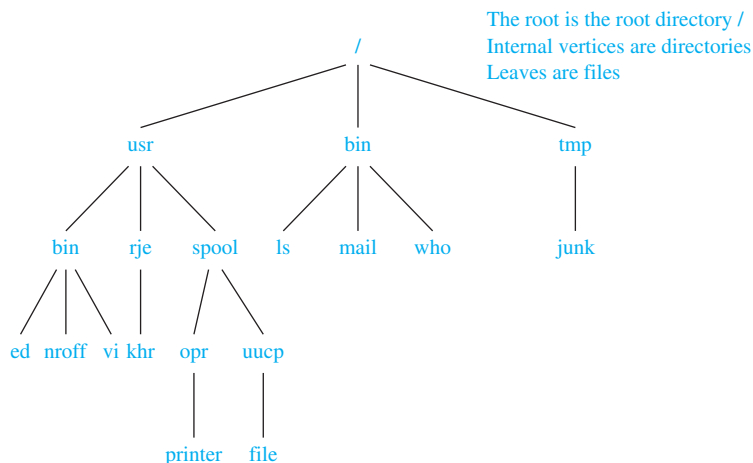 The root is the root directory /
Internal vertices are directories
Leaves are files
/
usr bin tmp
bin rje spool ls mail who junk
ed nroff vi khr opr uucp
printer file